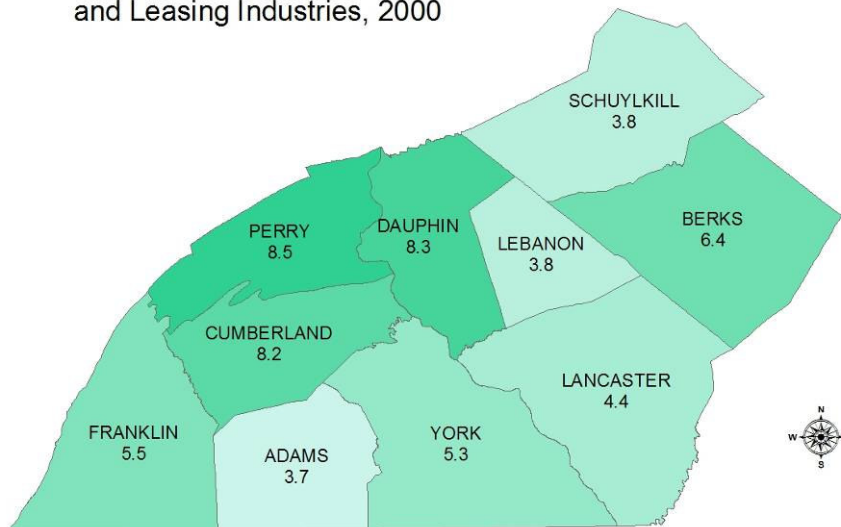 and Leasing Industries, 2000
SCHUYLKILL
3.8
PERRY
8.5
DAUPHIN
8.3
LEBANON
3.8
BERKS
6.4
CUMBERLAND
8.2
LANCASTER
4.4
FRANKLIN
5.5
ADAMS
3.7
YORK
5.3
N
W E
S